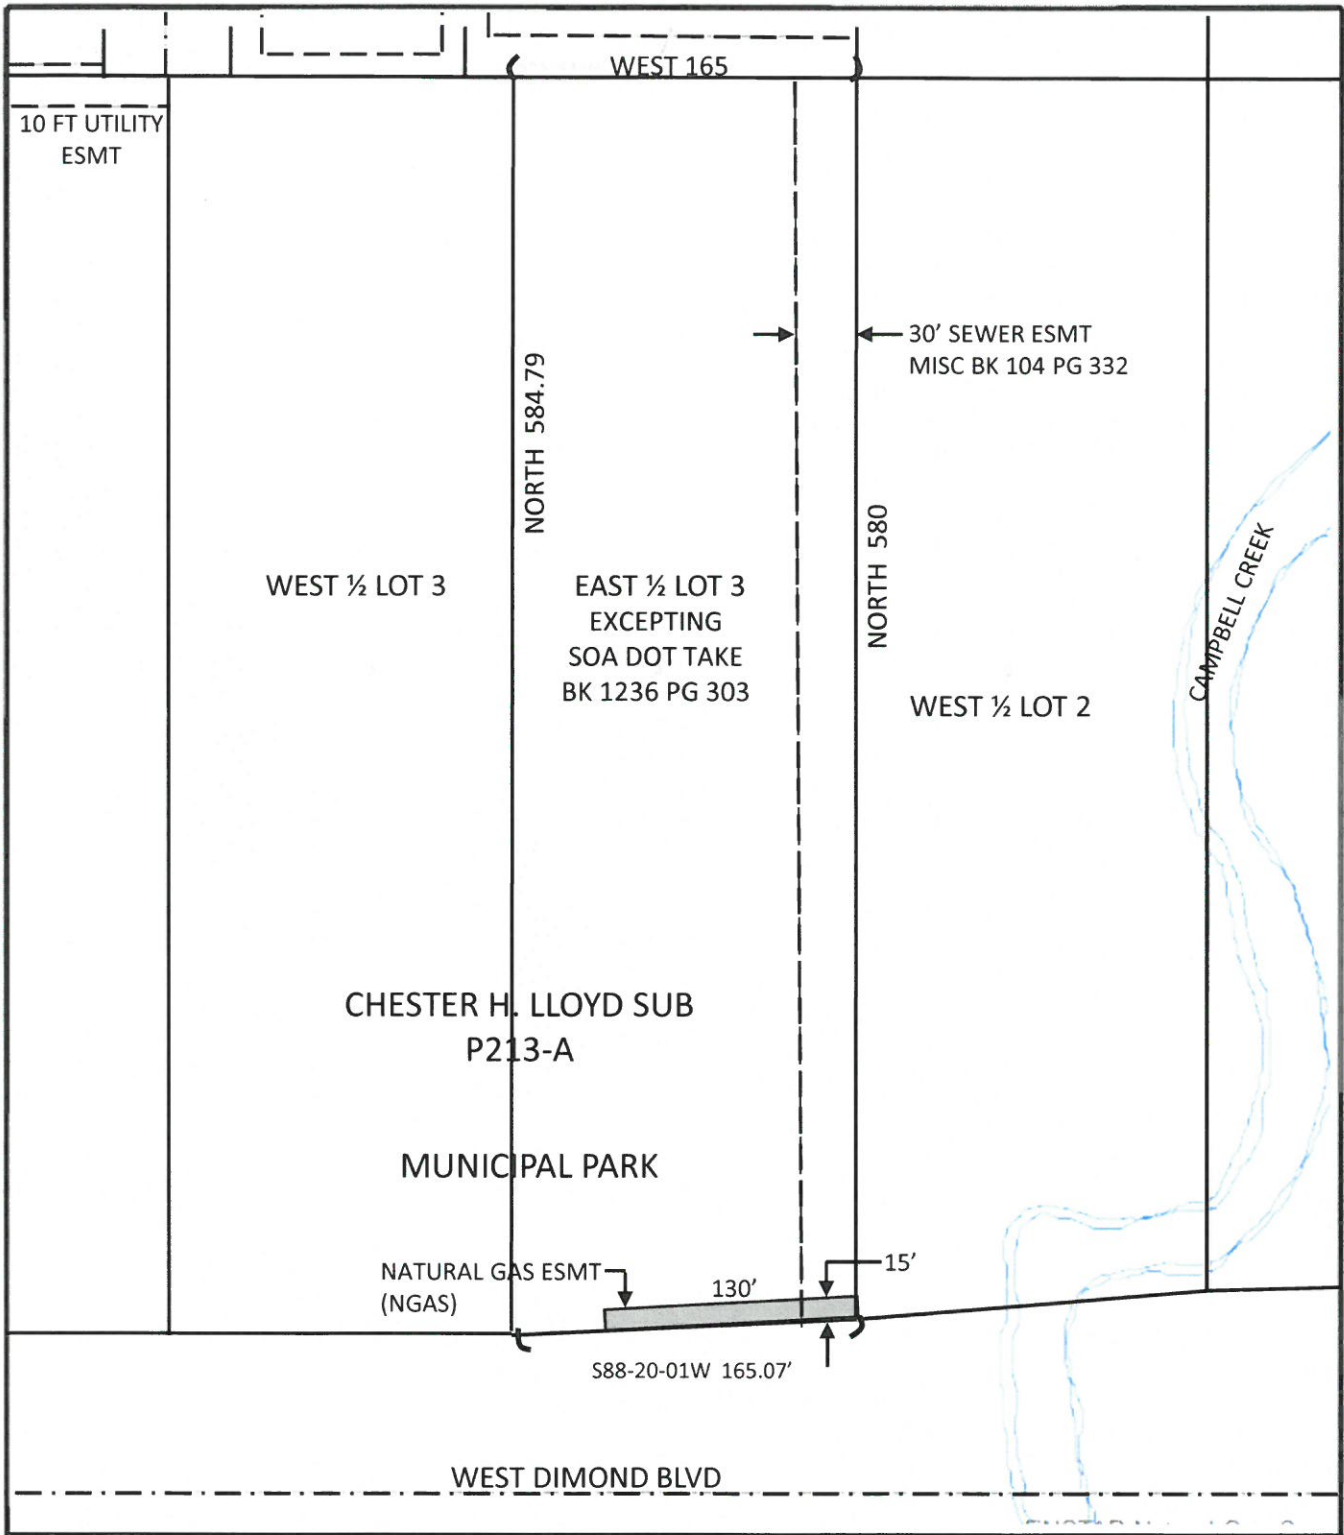 WEST 165
10 FT UTILITY
ESMT
30' SEWER ESMT
MISC BK 104 PG 332
NORTH 584.79
NORTH 580
CAMPBELL CREEK
WEST ½ LOT 3
EAST ½ LOT 3
EXCEPTING
SOA DOT TAKE
BK 1236 PG 303
WEST ½ LOT 2
CHESTER H. LLOYD SUB
P213-A
MUNICIPAL PARK
NATURAL GAS ESMT
(NGAS)
130'
15'
S88-20-01W 165.07'
WEST DIMOND BLVD